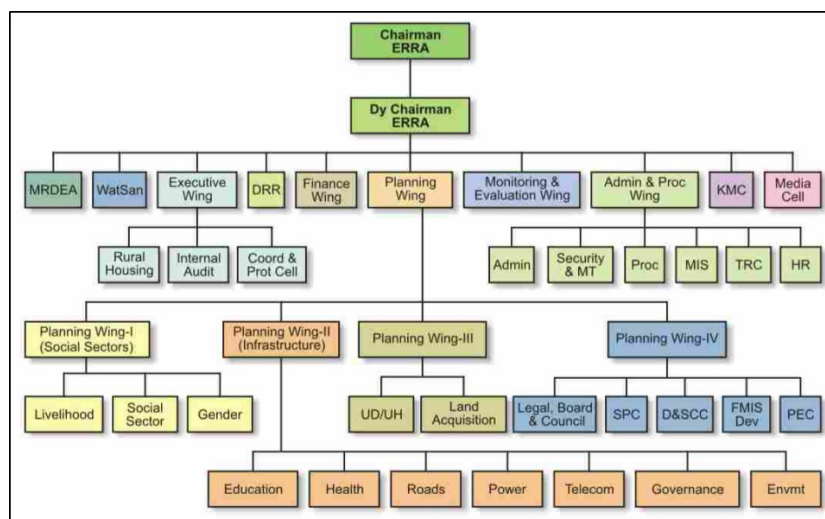 Chairman
ERRA
Dy Chairman
ERRA
MRDEA
WatSan
Executive
Wing
DRR
Finance
Wing
Planning
Wing
Monitoring &
Evaluation Wing
Admin & Proc
Wing
KMC
Media
Cell
Rural
Housing
Internal
Audit
Coord &
Prot Cell
Admin
Security
& MT
Proc
MIS
TRC
HR
Planning Wing-I
(Social Sectors)
Planning Wing-II
(Infrastructure)
Planning Wing-III
Planning Wing-IV
Livelihood
Social
Sector
Gender
UD/UH
Land
Acquisition
Legal, Board
& Council
SPC
D&SCC
FMIS
Dev
PEC
Education
Health
Roads
Power
Telecom
Governance
Envmt